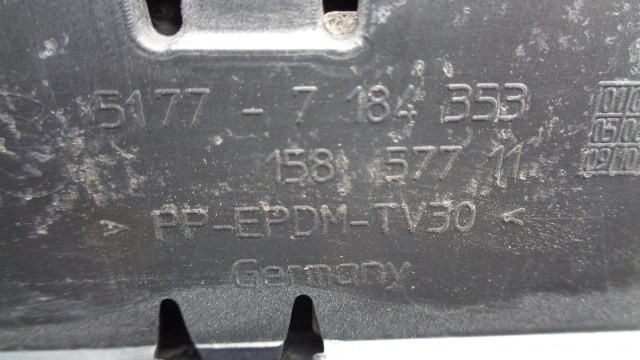 5177 - 7 184 353
158 577 11
> PP-EPDM-TV30 <
Germany